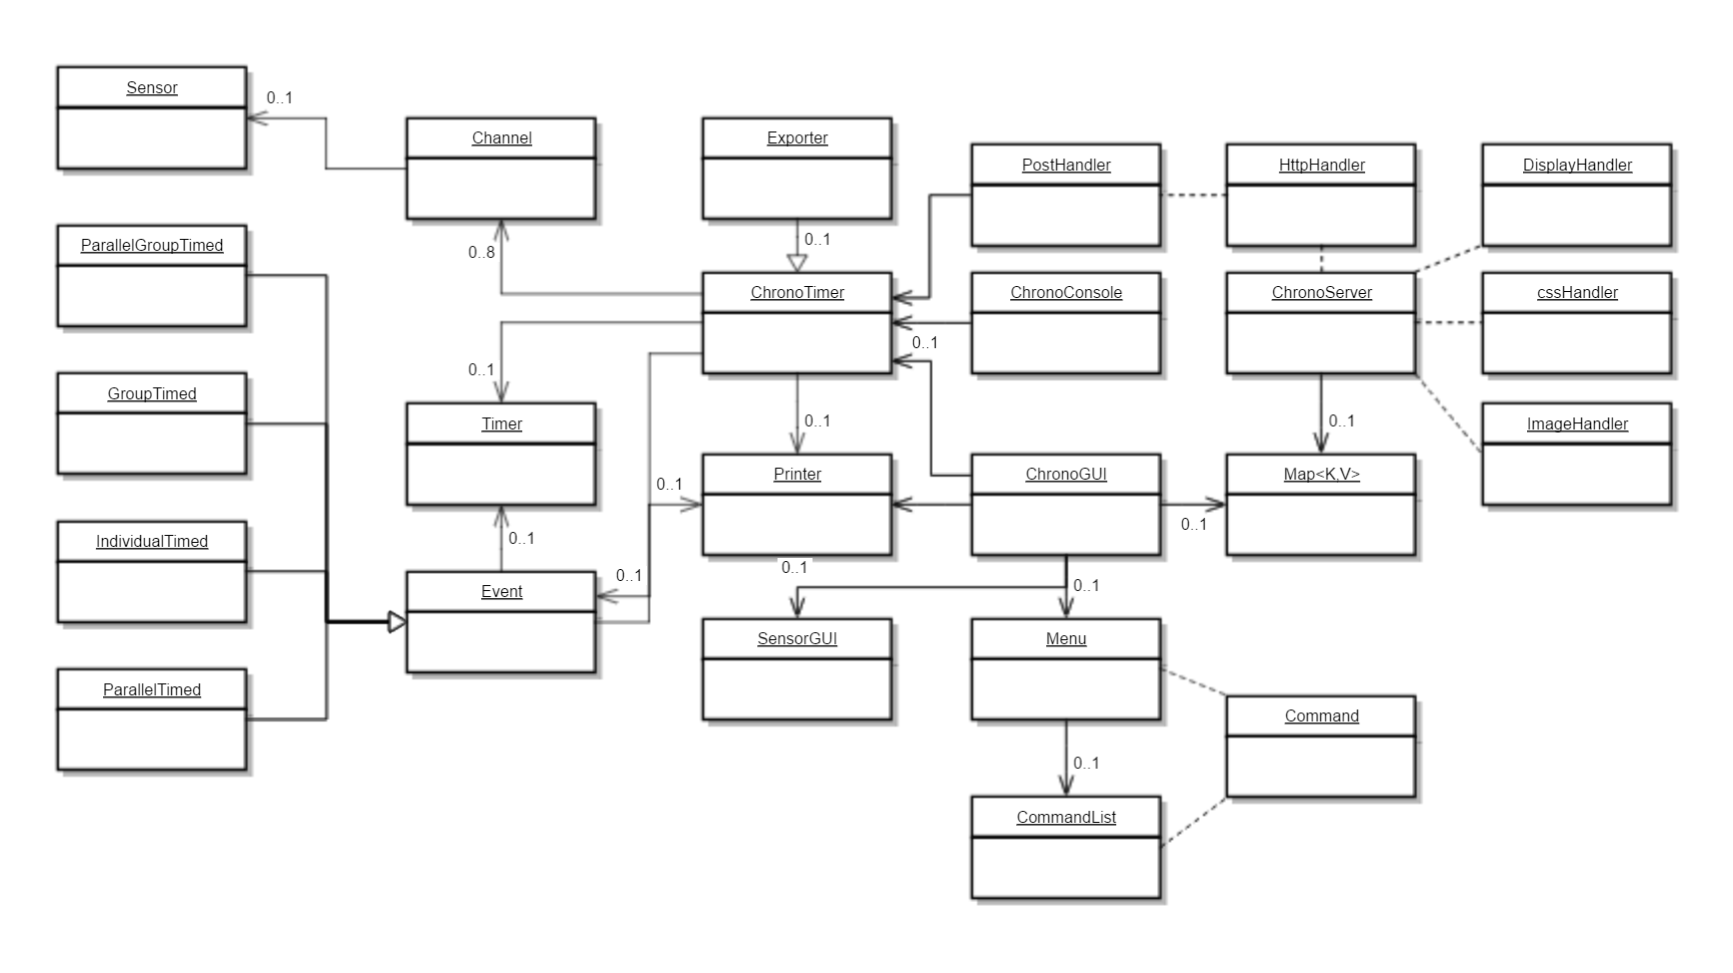 Sensor
0..1
Channel
Exporter
PostHandler
HttpHandler
DisplayHandler
ParallelGroupTimed
0..8
0..1
ChronoTimer
ChronoConsole
ChronoServer
cssHandler
0..1
GroupTimed
0..1
Timer
0..1
0..1
ImageHandler
Printer
ChronoGUI
Map<K,V>
0..1
0..1
IndividualTimed
0..1
0..1
0..1
0..1
Event
SensorGUI
Menu
ParallelTimed
Command
0..1
CommandList